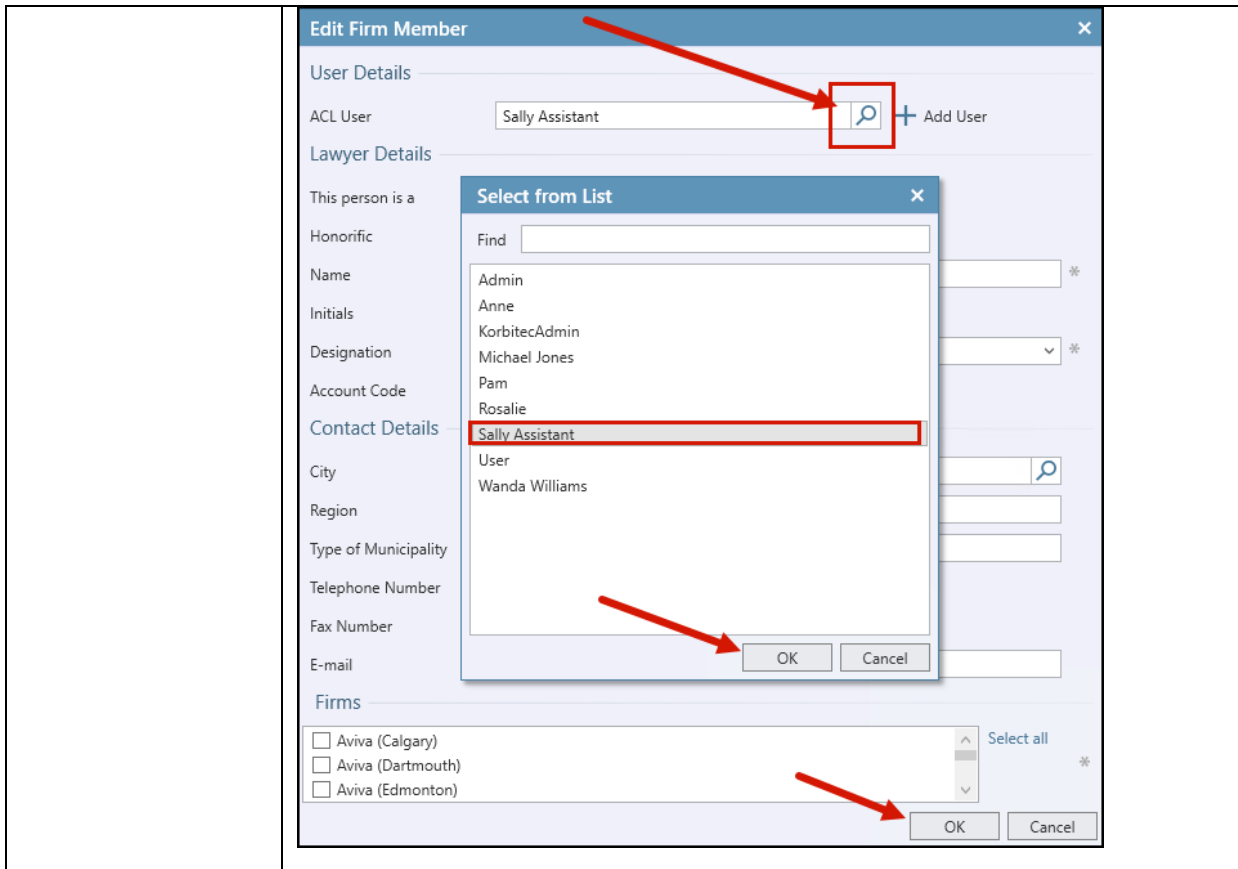 Edit Firm Member
User Details
ACL User
Sally Assistant
Add User
Lawyer Details
This person is a
Honorific
Name
Initials
Designation
Account Code
Select from List
Find
Admin
Anne
KorbitecAdmin
Michael Jones
Pam
Rosalie
Sally Assistant
User
Wanda Williams
OK
Cancel
Contact Details
City
Region
Type of Municipality
Telephone Number
Fax Number
E-mail
Firms
Aviva (Calgary)
Aviva (Dartmouth)
Aviva (Edmonton)
Select all
OK
Cancel